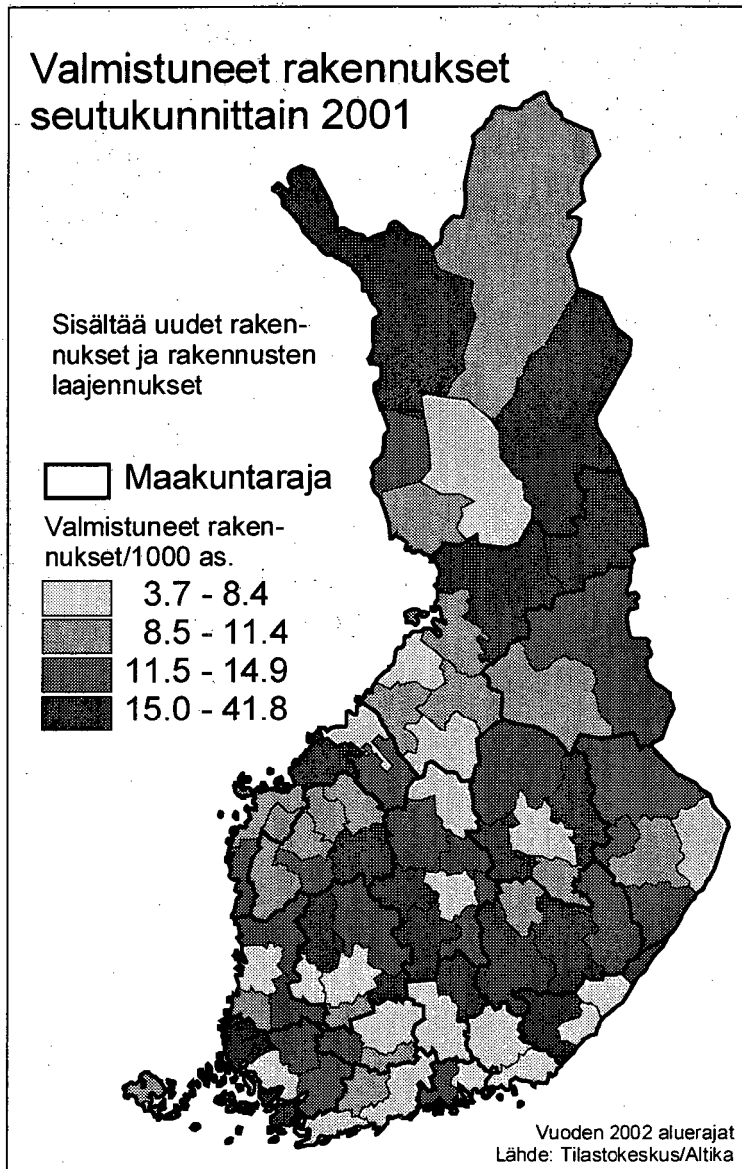 Valmistuneet rakennukset
seutukunnittain 2001
Sisältää uudet raken-
nukset ja rakennusten
laajennukset
Maakuntaraja
Valmistuneet raken-
nukset/1000 as.
3.7 - 8.4
8.5 - 11.4
11.5 - 14.9
15.0 - 41.8
Vuoden 2002 aluerajat
Lähde: Tilastokeskus/Altika